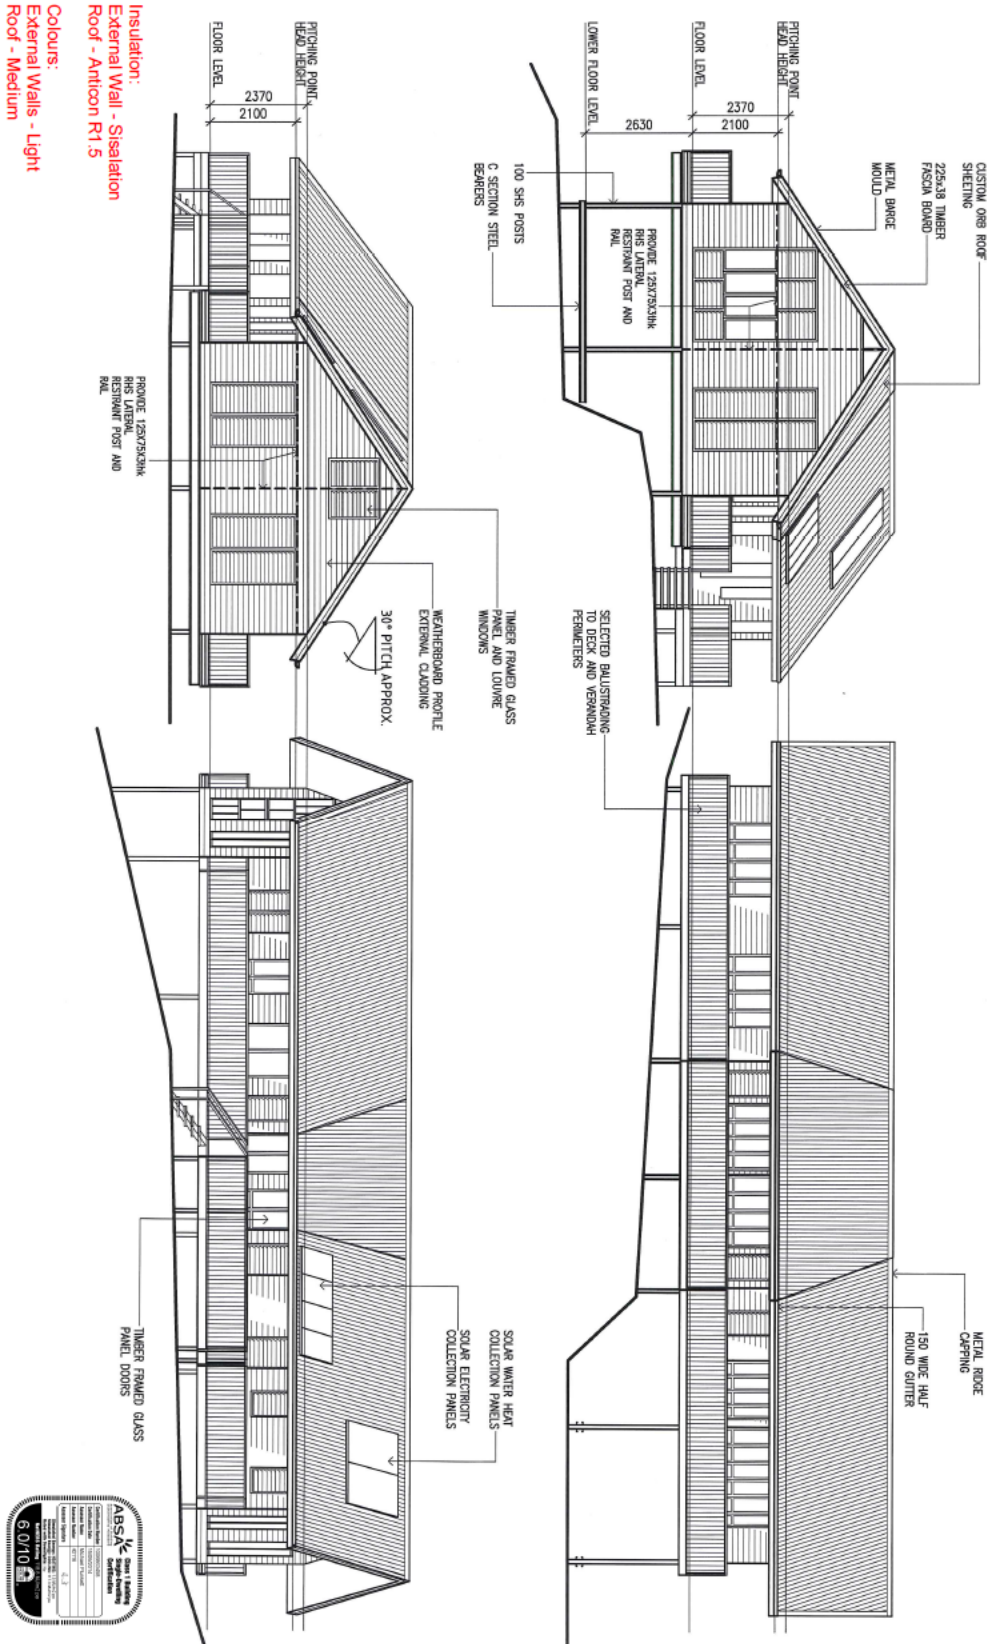 CUSTOM ORB ROOF
SHEETING
225x38 TIMBER
FASCIA BOARD
METAL BARGE
MOULD
PITCHING POINT
HEAD HEIGHT
FLOOR LEVEL
LOWER FLOOR LEVEL
2370
2100
2630
100 SHS POSTS
C SECTION STEEL
BEARERS
PROVIDE 125X75X3thk
RHS LATERAL
RESTRAINT POST AND
RAIL
SELECTED BALUSTRADING
TO DECK AND VERANDAH
PERIMETERS
METAL RIDGE
CAPPING
150 WIDE HALF
ROUND GUTTER
PITCHING POINT
HEAD HEIGHT
FLOOR LEVEL
2370
2100
PROVIDE 125X75X3thk
RHS LATERAL
RESTRAINT POST AND
RAIL
30° PITCH APPROX.
TIMBER FRAMED GLASS
PANEL AND LOUVRE
WINDOWS
WEATHERBOARD PROFILE
EXTERNAL CLADDING
SOLAR WATER HEAT
COLLECTION PANELS
SOLAR ELECTRICITY
COLLECTION PANELS
TIMBER FRAMED GLASS
PANEL DOORS
Insulation:
External Wall - Sisalation
Roof - Anticon R1.5
Colours:
External Walls - Light
Roof - Medium
ABSA
Class 1 Building
Single-Dwelling
Certification
6.0/10